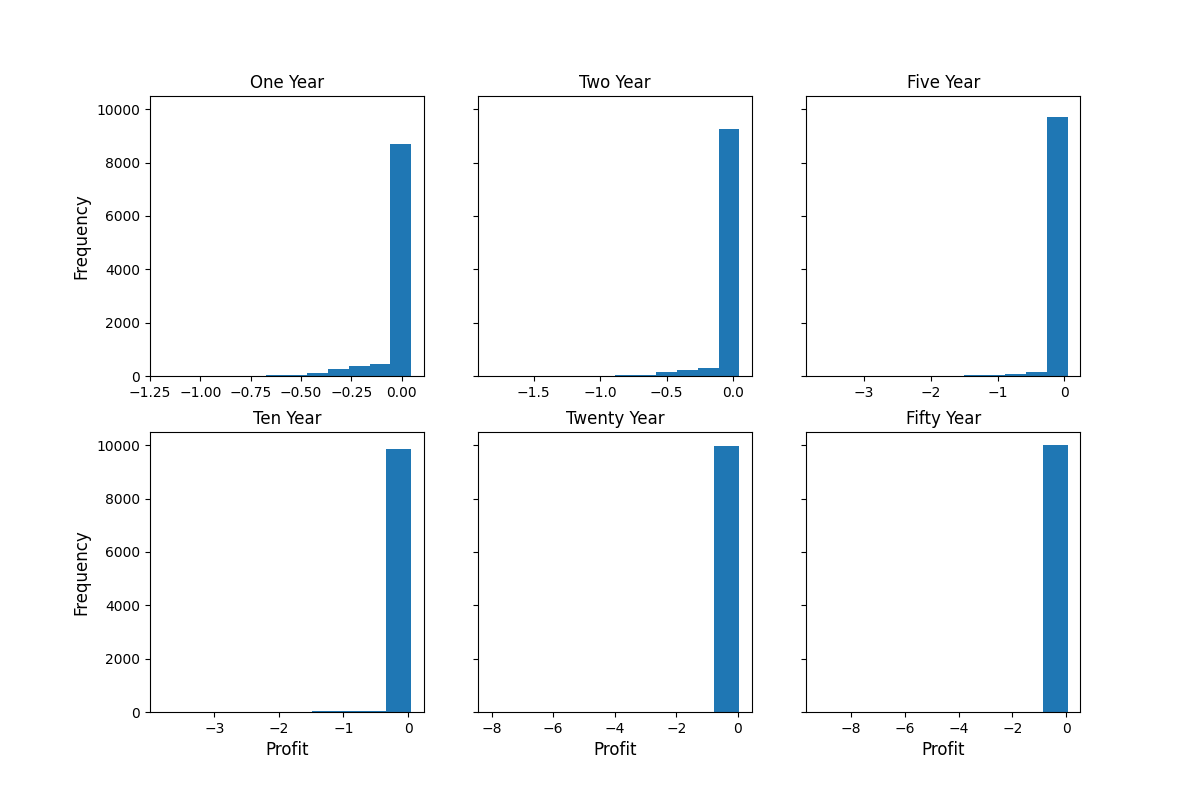 One Year
Two Year
Five Year
10000
8000
6000
4000
2000
0
Frequency
−1.25 −1.00 −0.75 −0.50 −0.25 0.00
−1.5 −1.0 −0.5 0.0
−3 −2 −1 0
Ten Year
Twenty Year
Fifty Year
10000
8000
6000
4000
2000
0
Frequency
−3 −2 −1 0
−8 −6 −4 −2 0
−8 −6 −4 −2 0
Profit
Profit
Profit